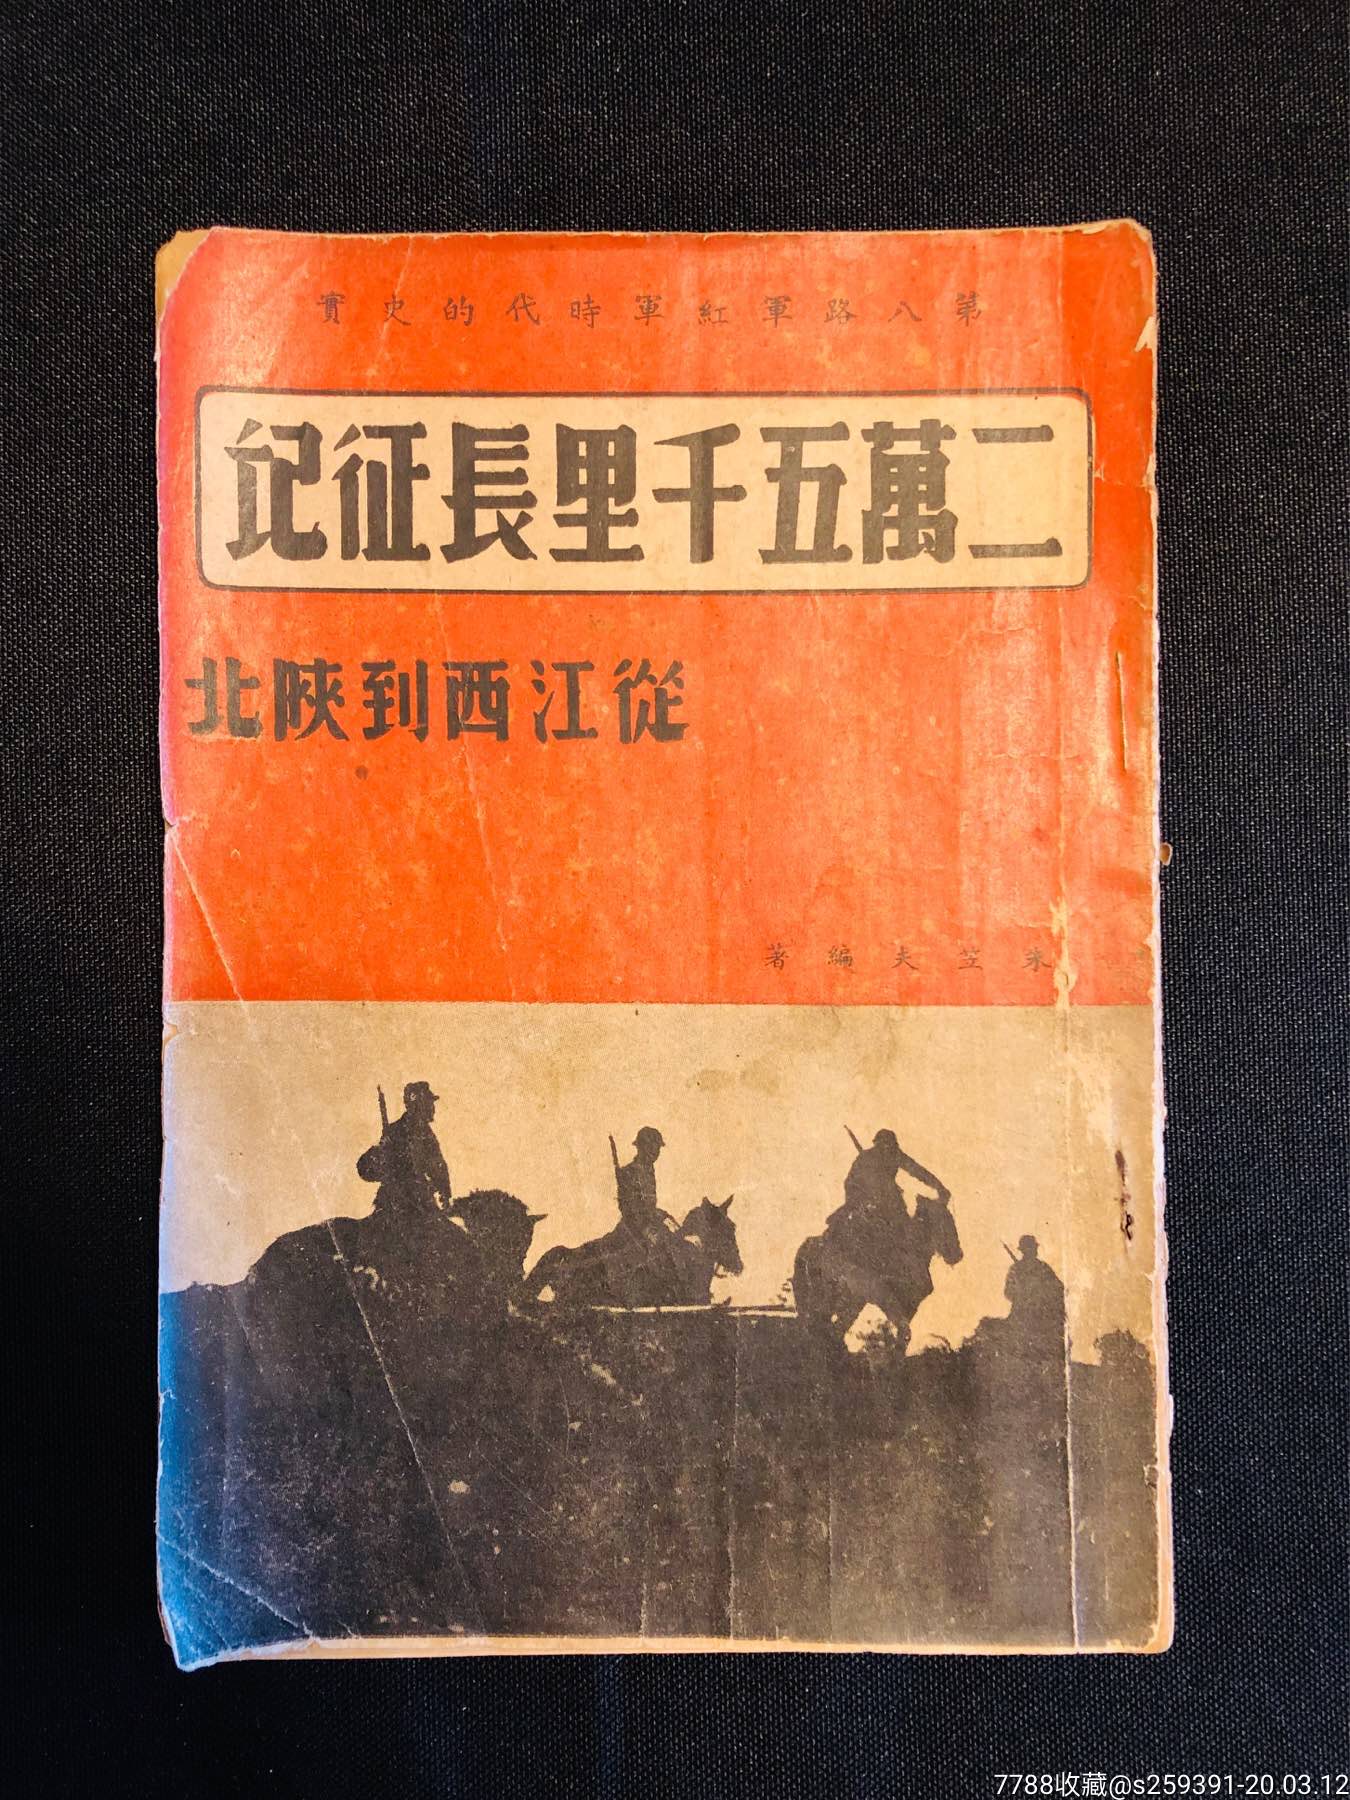 第八路軍紅軍時代的史實
二萬五千里長征記
從江西到陝北
朱笠夫編著
7788收藏@s259391-20.03.12